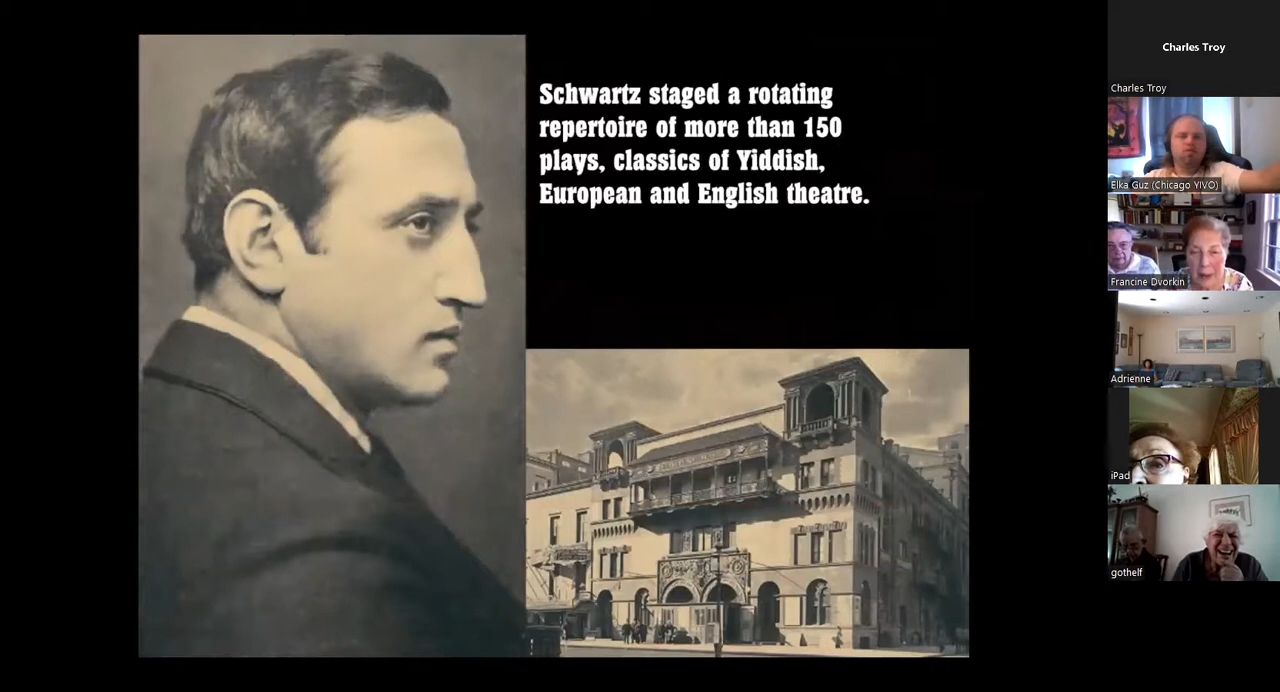 Schwartz staged a rotating
repertoire of more than 150
plays, classics of Yiddish,
European and English theatre.
Charles Troy
Charles Troy
Elka Guz (Chicago YIVO)
Francine Dvorkin
Adrienne
iPad
gothelf